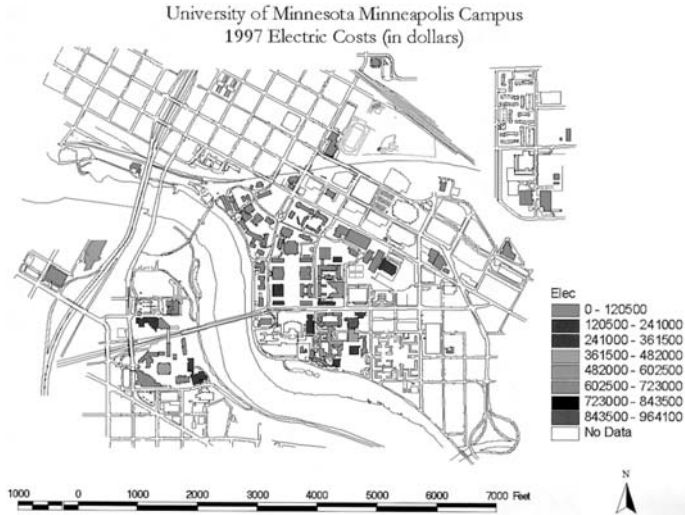 University of Minnesota Minneapolis Campus
1997 Electric Costs (in dollars)
Elec
0 - 120500
120500 - 241000
241000 - 361500
361500 - 482000
482000 - 602500
602500 - 723000
723000 - 843500
843500 - 964100
No Data
1000 0 1000 2000 3000 4000 5000 6000 7000 Feet
N